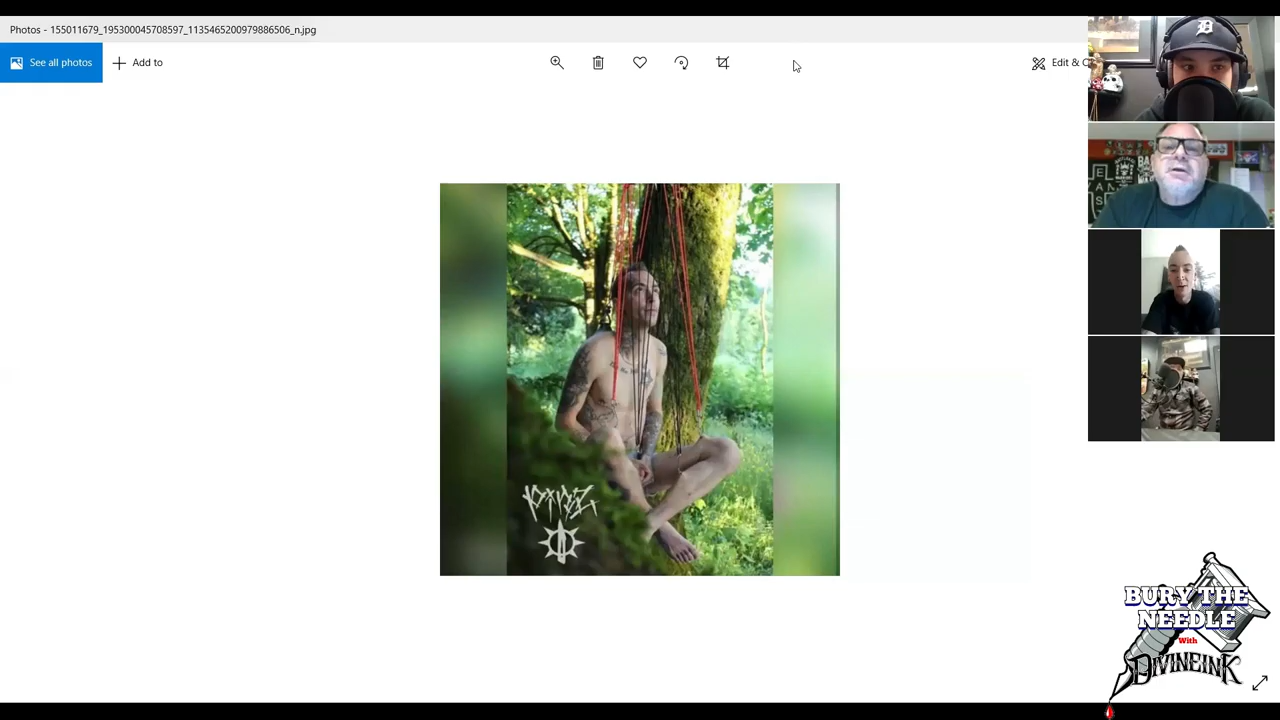 Photos - 155011679_195300045708597_1135465200979886506_n.jpg
See all photos
Add to
Edit & C
BURY THE
NEEDLE
With
DIVINEINK